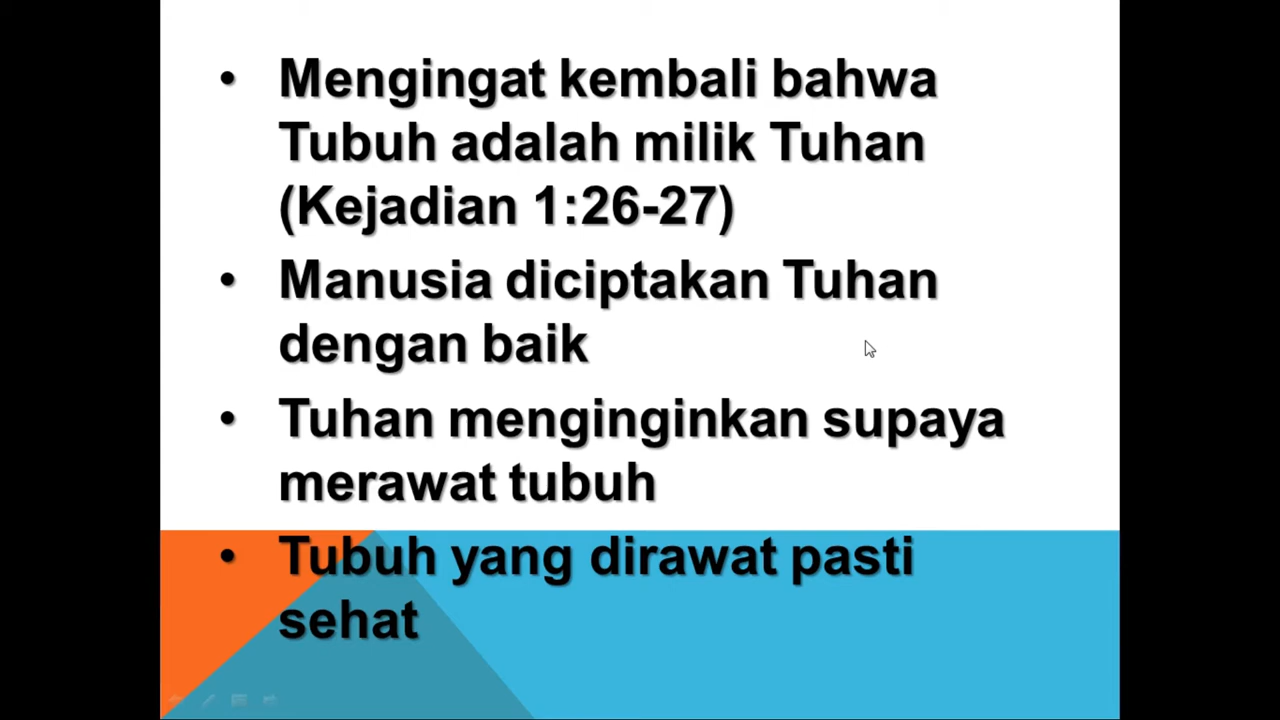 • Mengingat kembali bahwa
Tubuh adalah milik Tuhan
(Kejadian 1:26-27)
• Manusia diciptakan Tuhan
dengan baik
• Tuhan menginginkan supaya
merawat tubuh
• Tubuh yang dirawat pasti
sehat